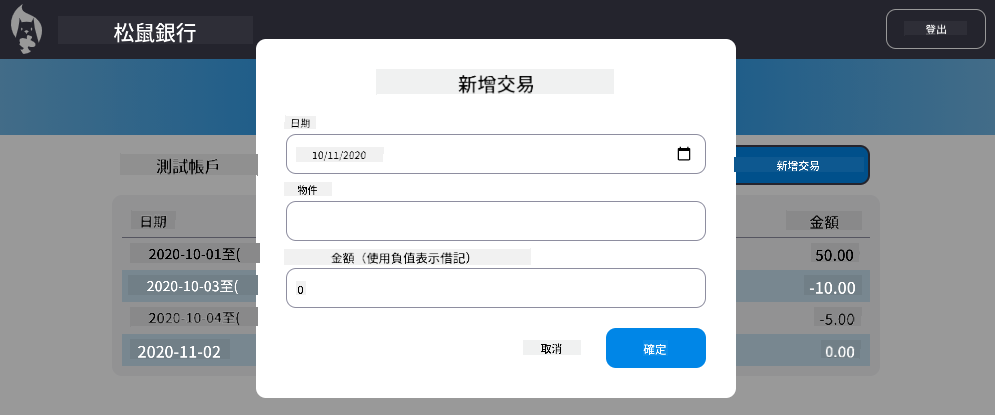 松鼠銀行
登出
新增交易
日期
10/11/2020
物件
金額（使用負值表示借記）
0
取消
確定
測試帳戶
新增交易
日期
金額
2020-10-01至(
50.00
2020-10-03至(
-10.00
2020-10-04至(
-5.00
2020-11-02
0.00